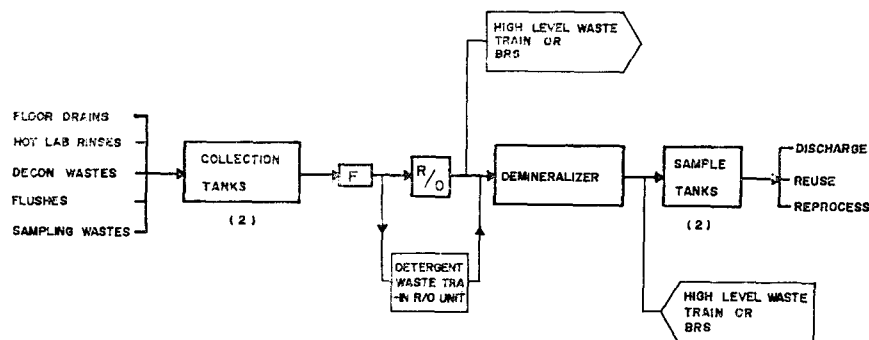 HIGH LEVEL WASTE
TRAIN OR
BRS
FLOOR DRAINS
HOT LAB RINSES
DECON WASTES
FLUSHES
SAMPLING WASTES
COLLECTION
TANKS
(2)
F
R/O
DEMINERALIZER
SAMPLE
TANKS
(2)
DISCHARGE
REUSE
REPROCESS
DETERGENT
WASTE TRA
-IN R/O UNIT
HIGH LEVEL WASTE
TRAIN OR
BRS